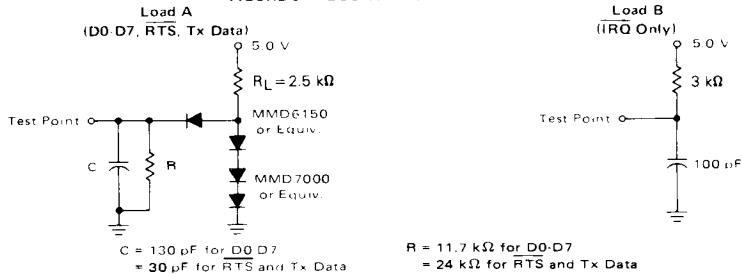 Load A
(D0-D7, RTS, Tx Data)
5.0 V
RL = 2.5 kΩ
MMD6150
or Equiv.
Test Point
C
R
MMD7000
or Equiv.
C = 130 pF for D0-D7
= 30 pF for RTS and Tx Data
Load B
(IRQ Only)
5.0 V
3 kΩ
Test Point
100 pF
R = 11.7 kΩ for D0-D7
= 24 kΩ for RTS and Tx Data